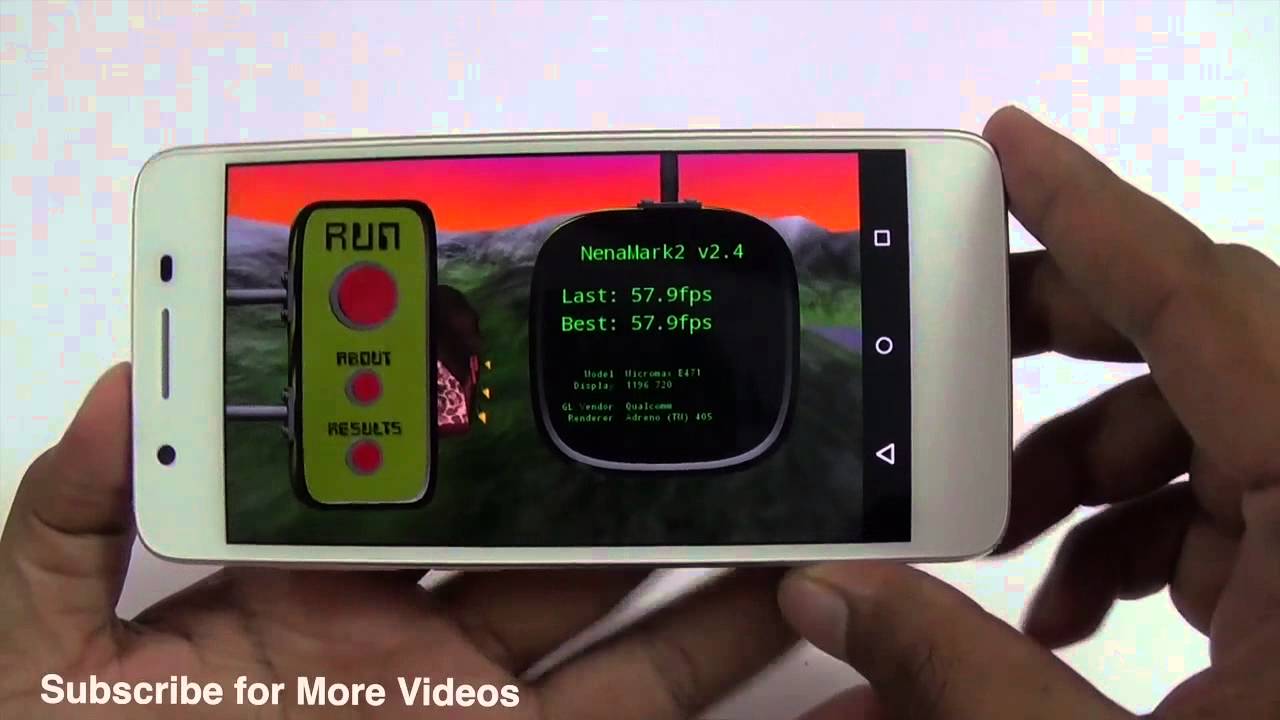 RUN
ABOUT
RESULTS
NenaMark2 v2.4
Last: 57.9fps
Best: 57.9fps
Model Micromax E471
Display 1196 720
GL Vendor Qualcomm
Renderer Adreno (TM) 405
Subscribe for More Videos